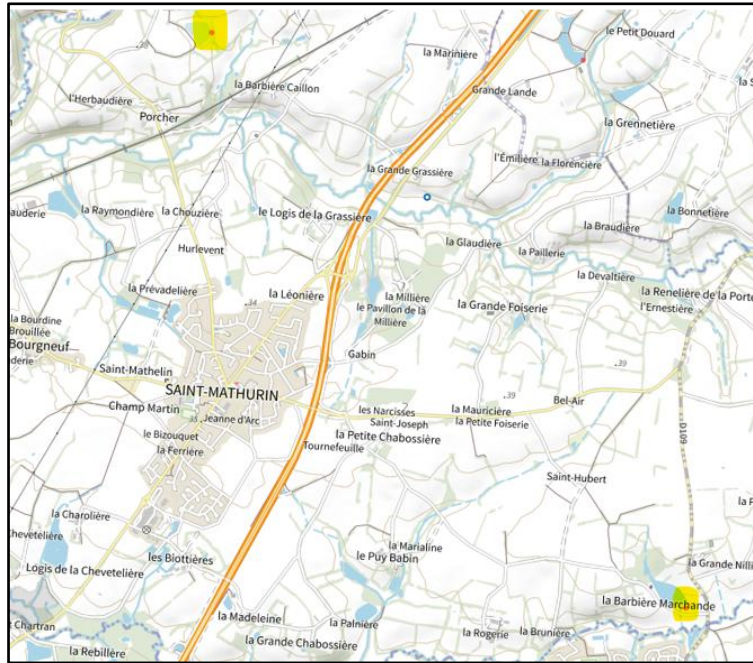 le Petit Douard
la Marinière
.38
la Barbière Caillon
Grande Lande
l'Herbaudière
Porcher
la Grennetière
la Grande Grassière
l'Émilière
la Florencière
auderie
la Raymondière
la Chouzière
le Logis de la Grassière
la Bonnetière
la Braudière
Hurlevent
la Glaudière
la Paillerie
la Devaltière
la Prévadelière
.34
la Léonière
la Millière
le Pavillon de la
Millière
la Grande Foiserie
la Renelière de la Porte
l'Ernestière
la Bourdine
Brouillée
Bourgneuf
derie
Gabin
Saint-Mathelin
SAINT-MATHURIN
.39
.39
Bel-Air
Champ Martin
Jeanne d'Arc
les Narcisses
Saint-Joseph
la Mauricière
la Petite Foiserie
le Bizouquet
la Ferrière
la Petite Chabossière
Tournefeuille
D109
Saint-Hubert
la Charolière
Chevetelière
les Biottières
Logis de la Chevetelière
la Marialine
le Puy Babin
la Grande Nilli
la Barbière Marchande
t Chartran
la Madeleine
la Palnière
la Rogerie
la Brunière
la Rebillère
la Grande Chabossière